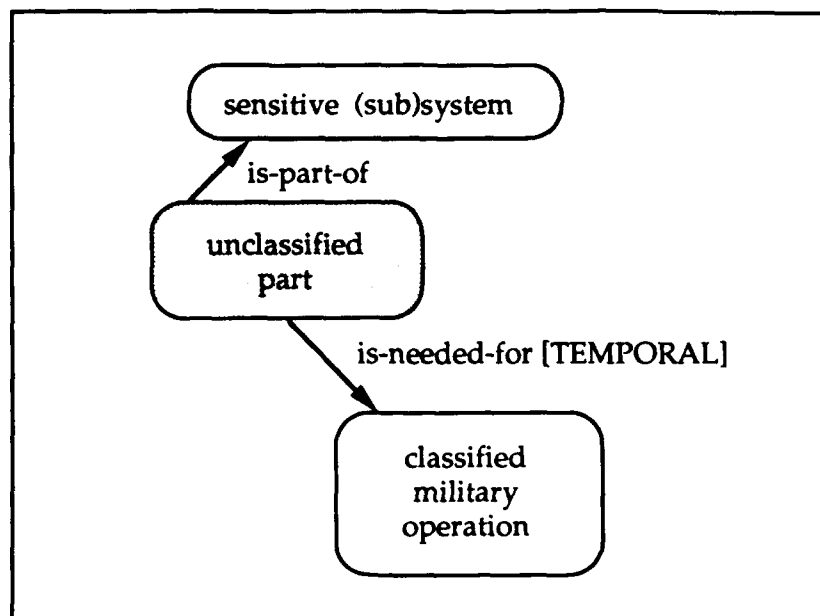 sensitive (sub)system
is-part-of
unclassified
part
is-needed-for [TEMPORAL]
classified
military
operation